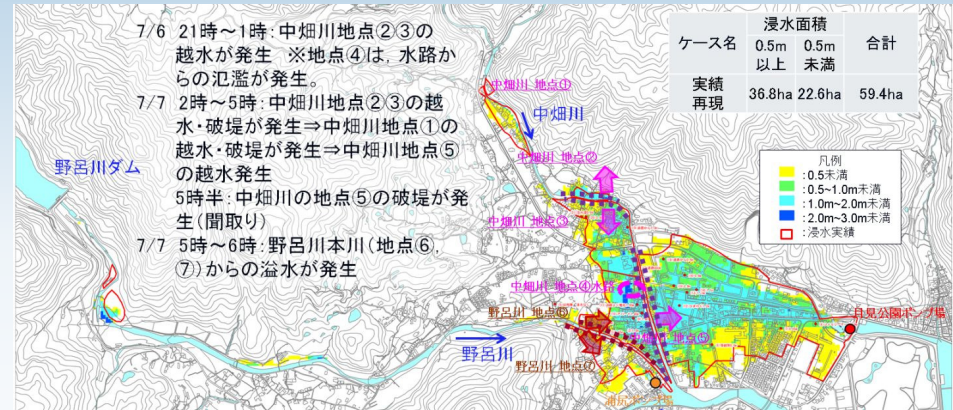 7/6 21時～1時:中畑川地点②③の
越水が発生 ※地点④は，水路か
らの氾濫が発生。
7/7 2時～5時:中畑川地点②③の越
水・破堤が発生⇒中畑川地点①の
越水・破堤が発生⇒中畑川地点⑤
の越水発生
5時半:中畑川の地点⑤の破堤が発
生(聞取り)
7/7 5時～6時:野呂川本川(地点⑥，
⑦)からの溢水が発生
ケース名 浸水面積 合計
0.5m以上 0.5m未満
実績再現 36.8ha 22.6ha 59.4ha
凡例
:0.5未満
:0.5~1.0m未満
:1.0m~2.0m未満
:2.0m~3.0m未満
:浸水実績
野呂川ダム
中畑川 地点①
中畑川
中畑川 地点②
中畑川 地点③
中畑川 地点④水路
野呂川 地点⑥
中畑川 地点⑤
野呂川
野呂川 地点⑦